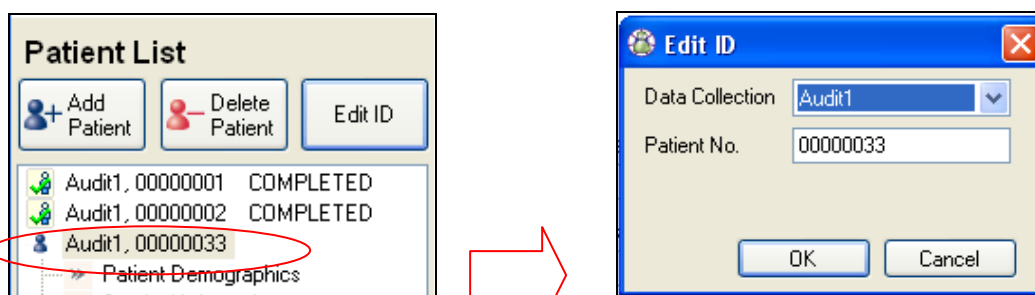 Patient List
Add Patient
Delete Patient
Edit ID
Audit1, 00000001 COMPLETED
Audit1, 00000002 COMPLETED
Audit1, 00000033
Patient Demographics
Edit ID
Data Collection Audit1
Patient No. 00000033
OK Cancel